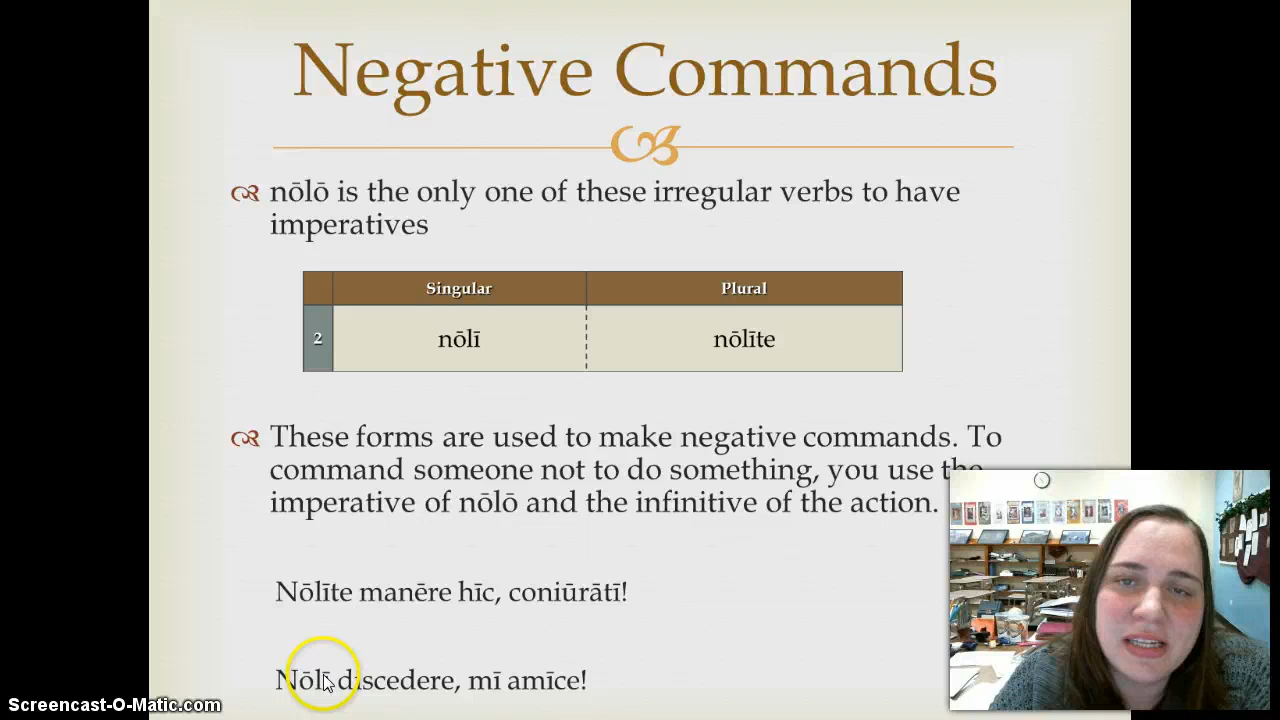 Negative Commands
nōlō is the only one of these irregular verbs to have
imperatives
Singular Plural
2 nōlī nōlīte
These forms are used to make negative commands. To
command someone not to do something, you use the
imperative of nōlō and the infinitive of the action.
Nōlīte manēre hīc, coniūrātī!
Nōlī discedere, mī amīce!
Screencast-O-Matic.com